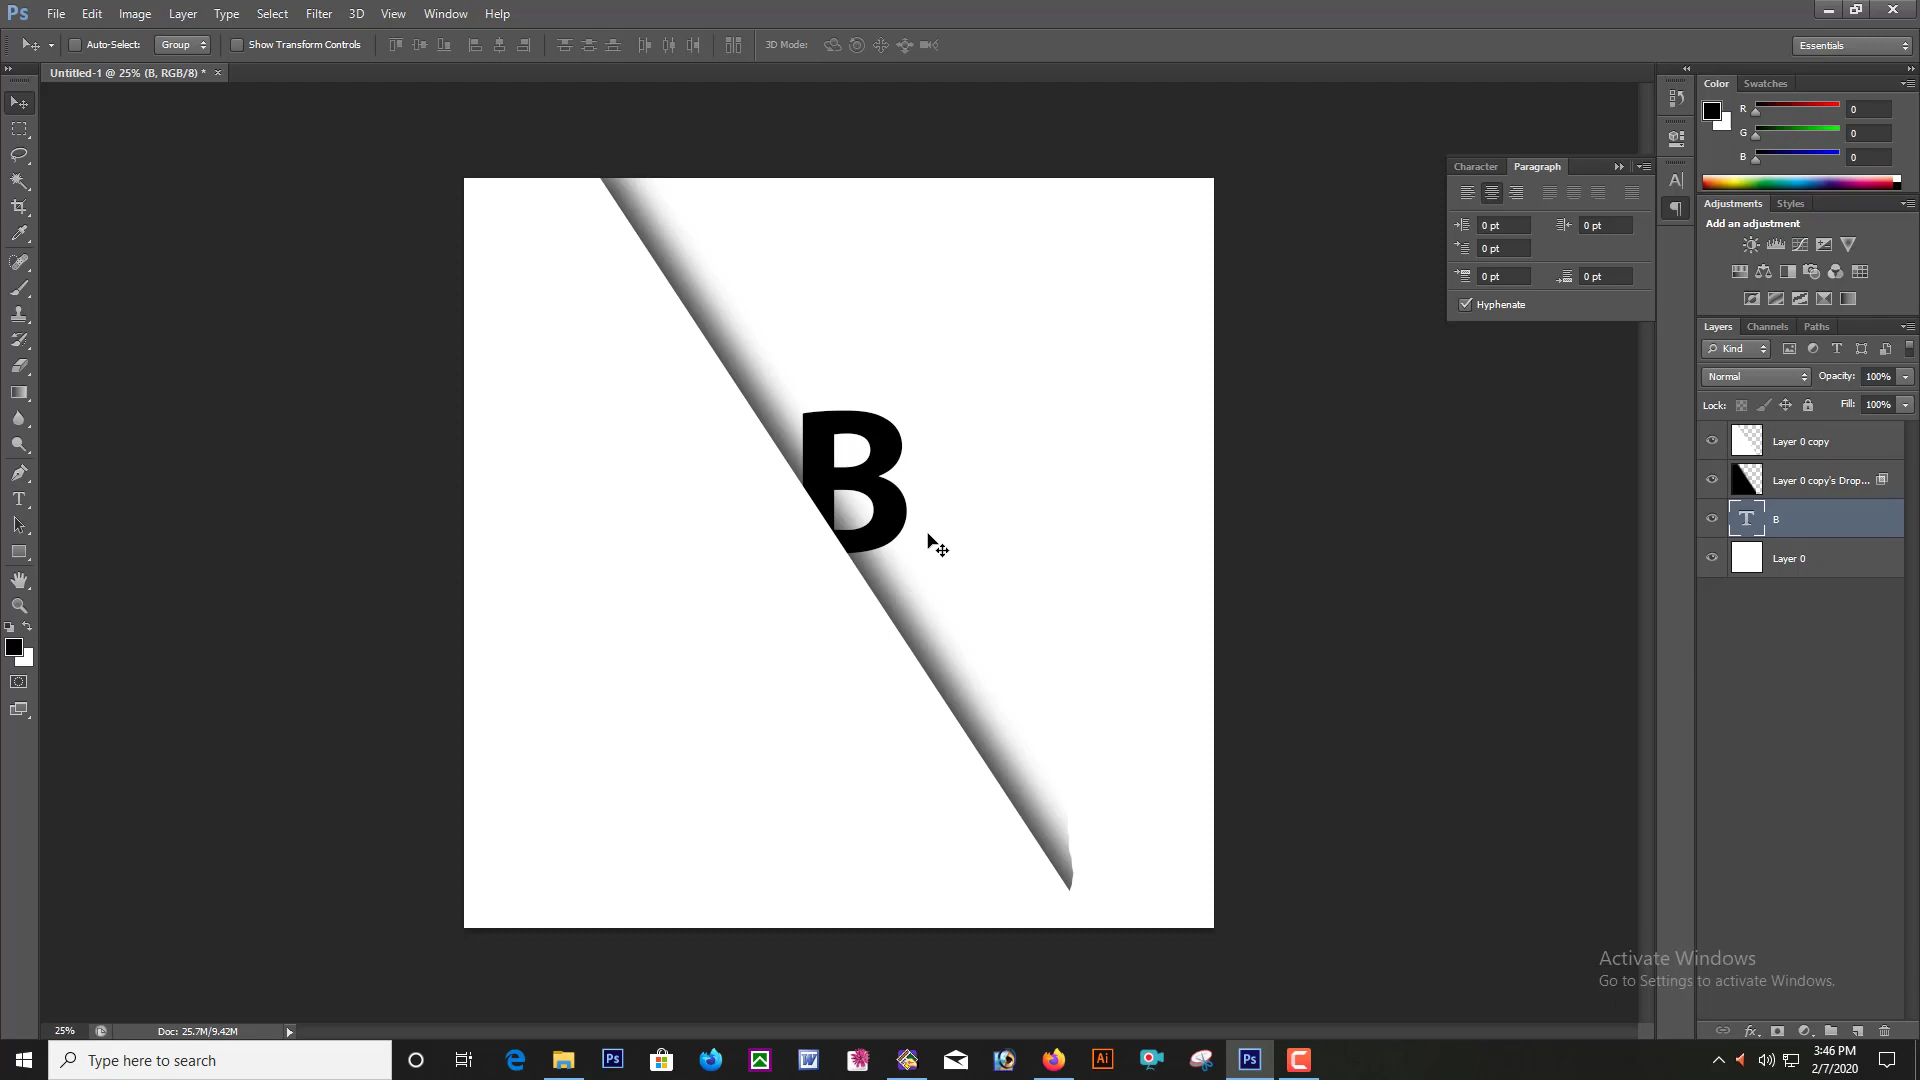 Ps File Edit Image Layer Type Select Filter 3D View Window Help
Auto-Select: Group Show Transform Controls 3D Mode: Essentials
Untitled-1 @ 25% (B, RGB/8) * ×
Color Swatches
R 0
G 0
B 0
Character Paragraph
0 pt 0 pt
0 pt
0 pt 0 pt
Hyphenate
Adjustments Styles
Add an adjustment
Layers Channels Paths
Kind
Normal Opacity: 100%
Lock: Fill: 100%
Layer 0 copy
Layer 0 copy's Drop...
T B
Layer 0
B
Activate Windows
Go to Settings to activate Windows.
25% Doc: 25.7M/9.42M
Type here to search
Ps
Ai
Ps
3:46 PM
2/7/2020